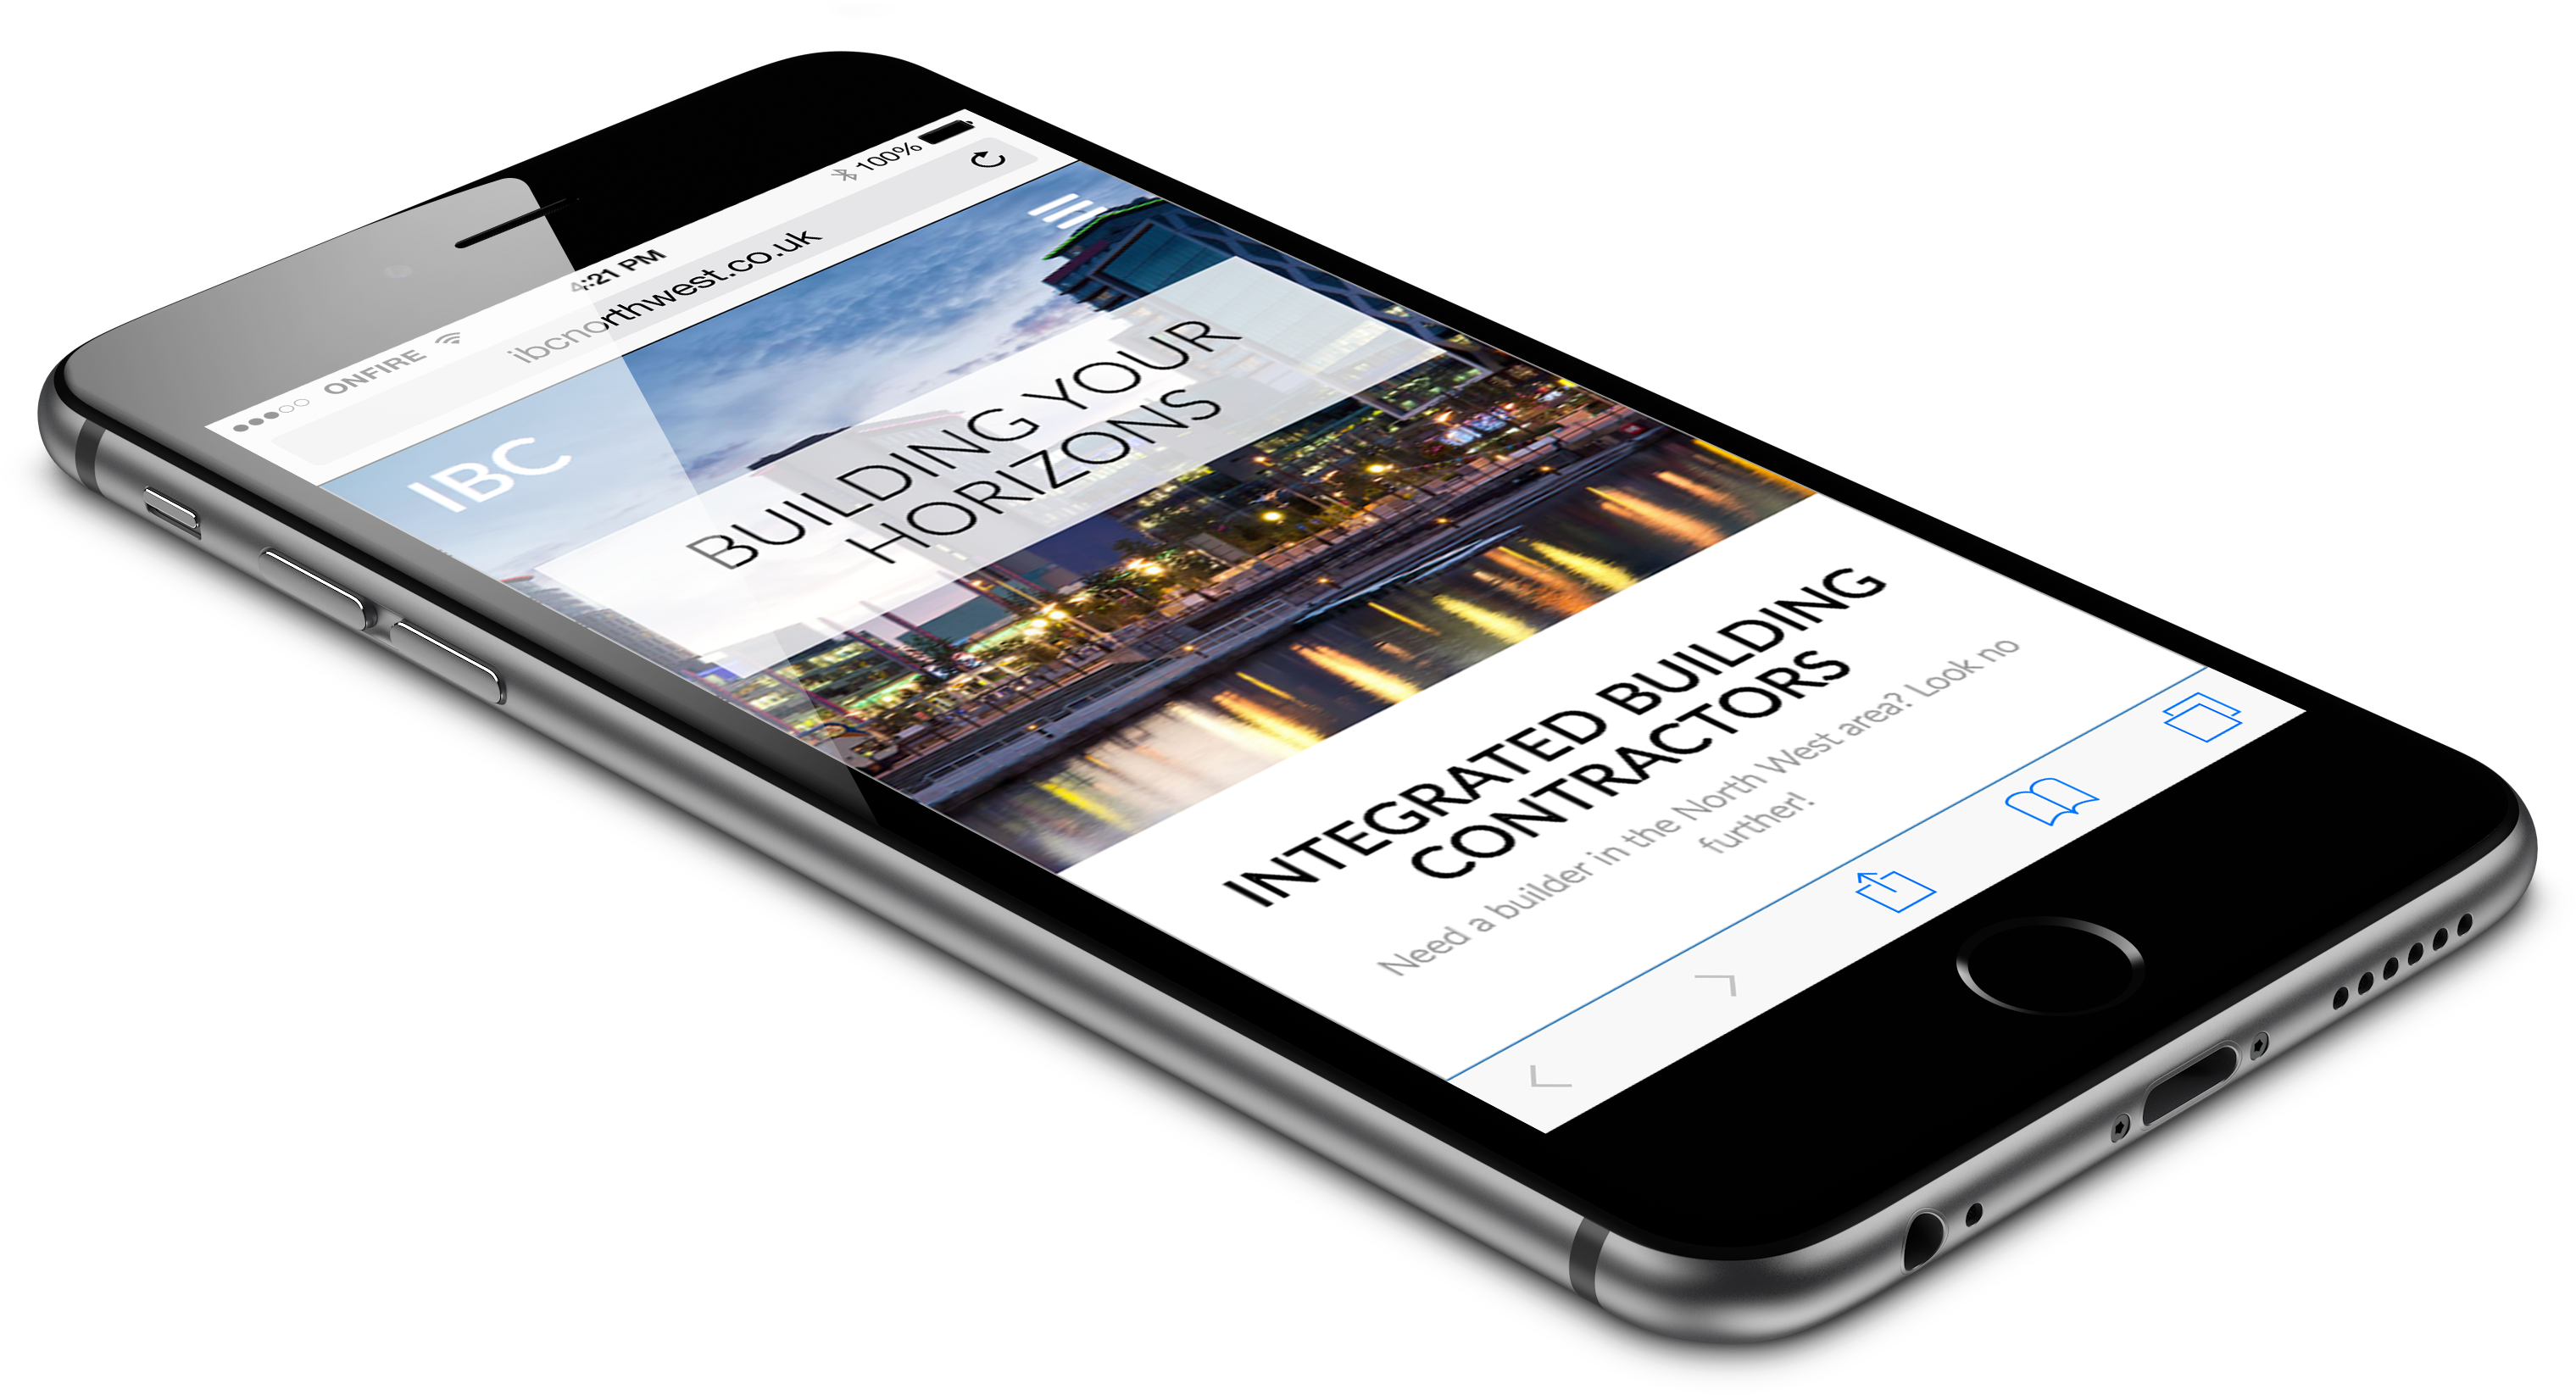 ONFIRE 4:21 PM 100%
ibcnorthwest.co.uk
IBC
BUILDING YOUR
HORIZONS
INTEGRATED BUILDING
CONTRACTORS
Need a builder in the North West area? Look no
further!